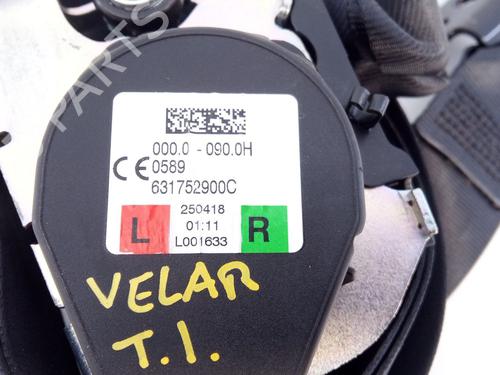 PARTS
000.0 - 090.0H
CE 0589
631752900C
L 250418 R
01:11
L001633
VELAR
T.I.